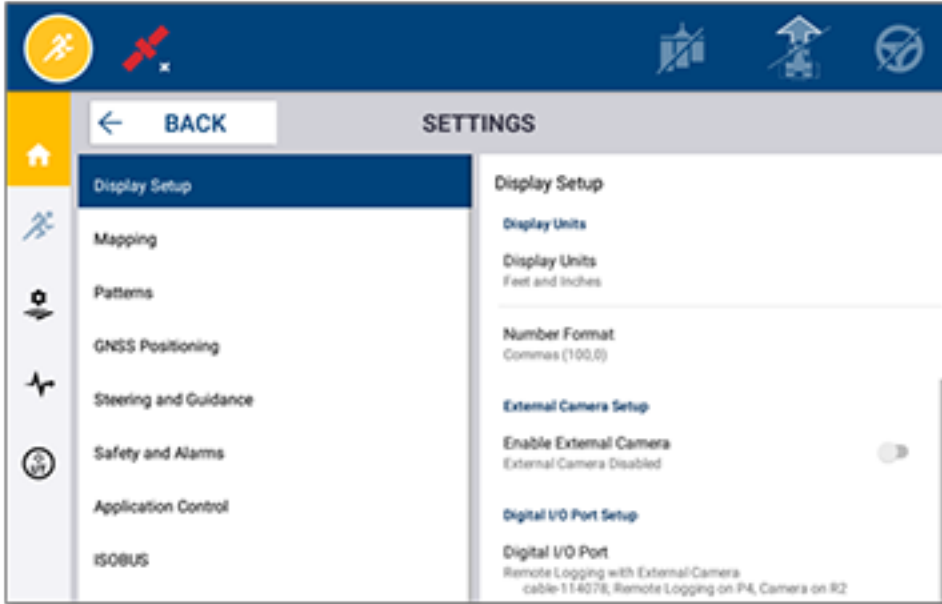 BACK
SETTINGS
Display Setup
Mapping
Patterns
GNSS Positioning
Steering and Guidance
Safety and Alarms
Application Control
ISOBUS
Display Setup
Display Units
Display Units
Feet and Inches
Number Format
Commas (100,0)
External Camera Setup
Enable External Camera
External Camera Disabled
Digital I/O Port Setup
Digital I/O Port
Remote Logging with External Camera
cable-114078, Remote Logging on P4, Camera on R2